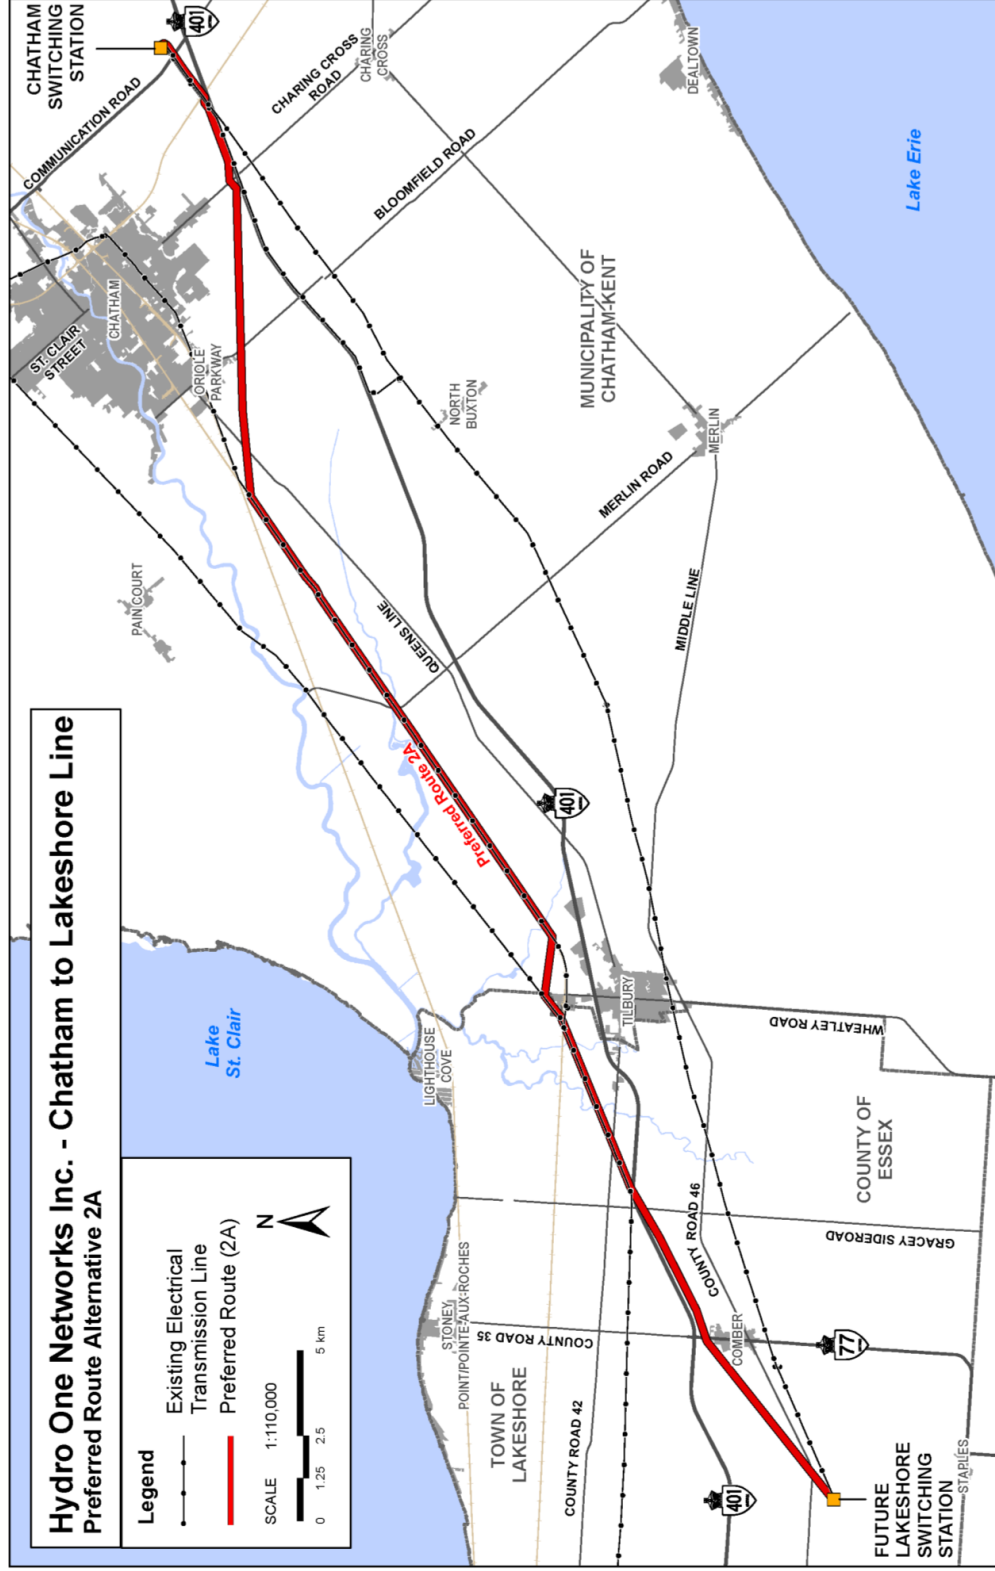 Hydro One Networks Inc. - Chatham to Lakeshore Line
Preferred Route Alternative 2A
Legend
Existing Electrical
Transmission Line
Preferred Route (2A)
SCALE
1:110,000
0
1.25
2.5
5 km
N
Lake
St. Clair
LIGHTHOUSE
COVE
STONEY
POINT/POINTE-AUX-ROCHES
TOWN OF
LAKESHORE
COUNTY ROAD 42
COUNTY ROAD 35
401
FUTURE
LAKESHORE
SWITCHING
STATION
STAPLES
77
COMBER
COUNTY ROAD 46
GRACEY SIDEROAD
COUNTY OF
ESSEX
WHEATLEY ROAD
TILBURY
401
Preferred Route 2A
PAIN COURT
QUEENS LINE
MIDDLE LINE
MERLIN ROAD
MERLIN
MUNICIPALITY OF
CHATHAM-KENT
NORTH
BUXTON
ORIOLE
PARKWAY
ST. CLAIR
STREET
CHATHAM
COMMUNICATION ROAD
CHATHAM
SWITCHING
STATION
401
CHARING CROSS
ROAD
CHARING
CROSS
BLOOMFIELD ROAD
DEALTOWN
Lake Erie